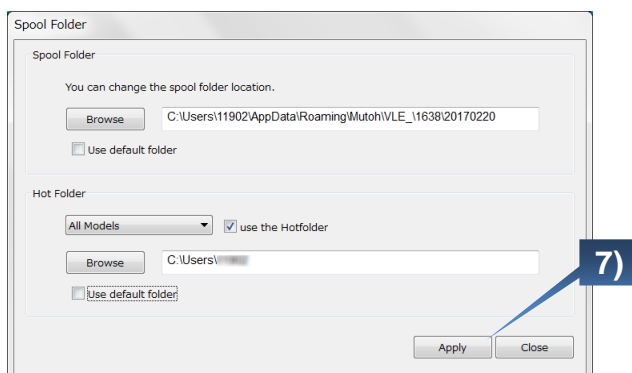 Spool Folder
Spool Folder
You can change the spool folder location.
Browse C:\Users\11902\AppData\Roaming\Mutoh\VLE_\1638\20170220
Use default folder
Hot Folder
All Models use the Hotfolder
Browse C:\Users\
Use default folder
7)
Apply Close